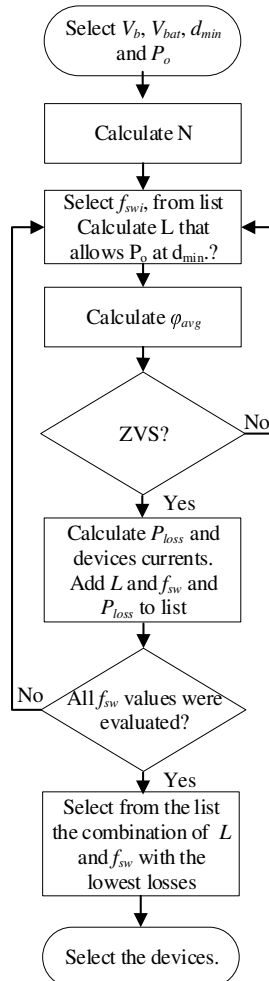 Select V_b, V_bat, d_min
and P_o
Calculate N
Select f_swi, from list
Calculate L that
allows P_o at d_min.?
Calculate φ_avg
ZVS?
No
Yes
Calculate P_loss and
devices currents.
Add L and f_sw and
P_loss to list
No
All f_sw values were
evaluated?
Yes
Select from the list
the combination of L
and f_sw with the
lowest losses
Select the devices.